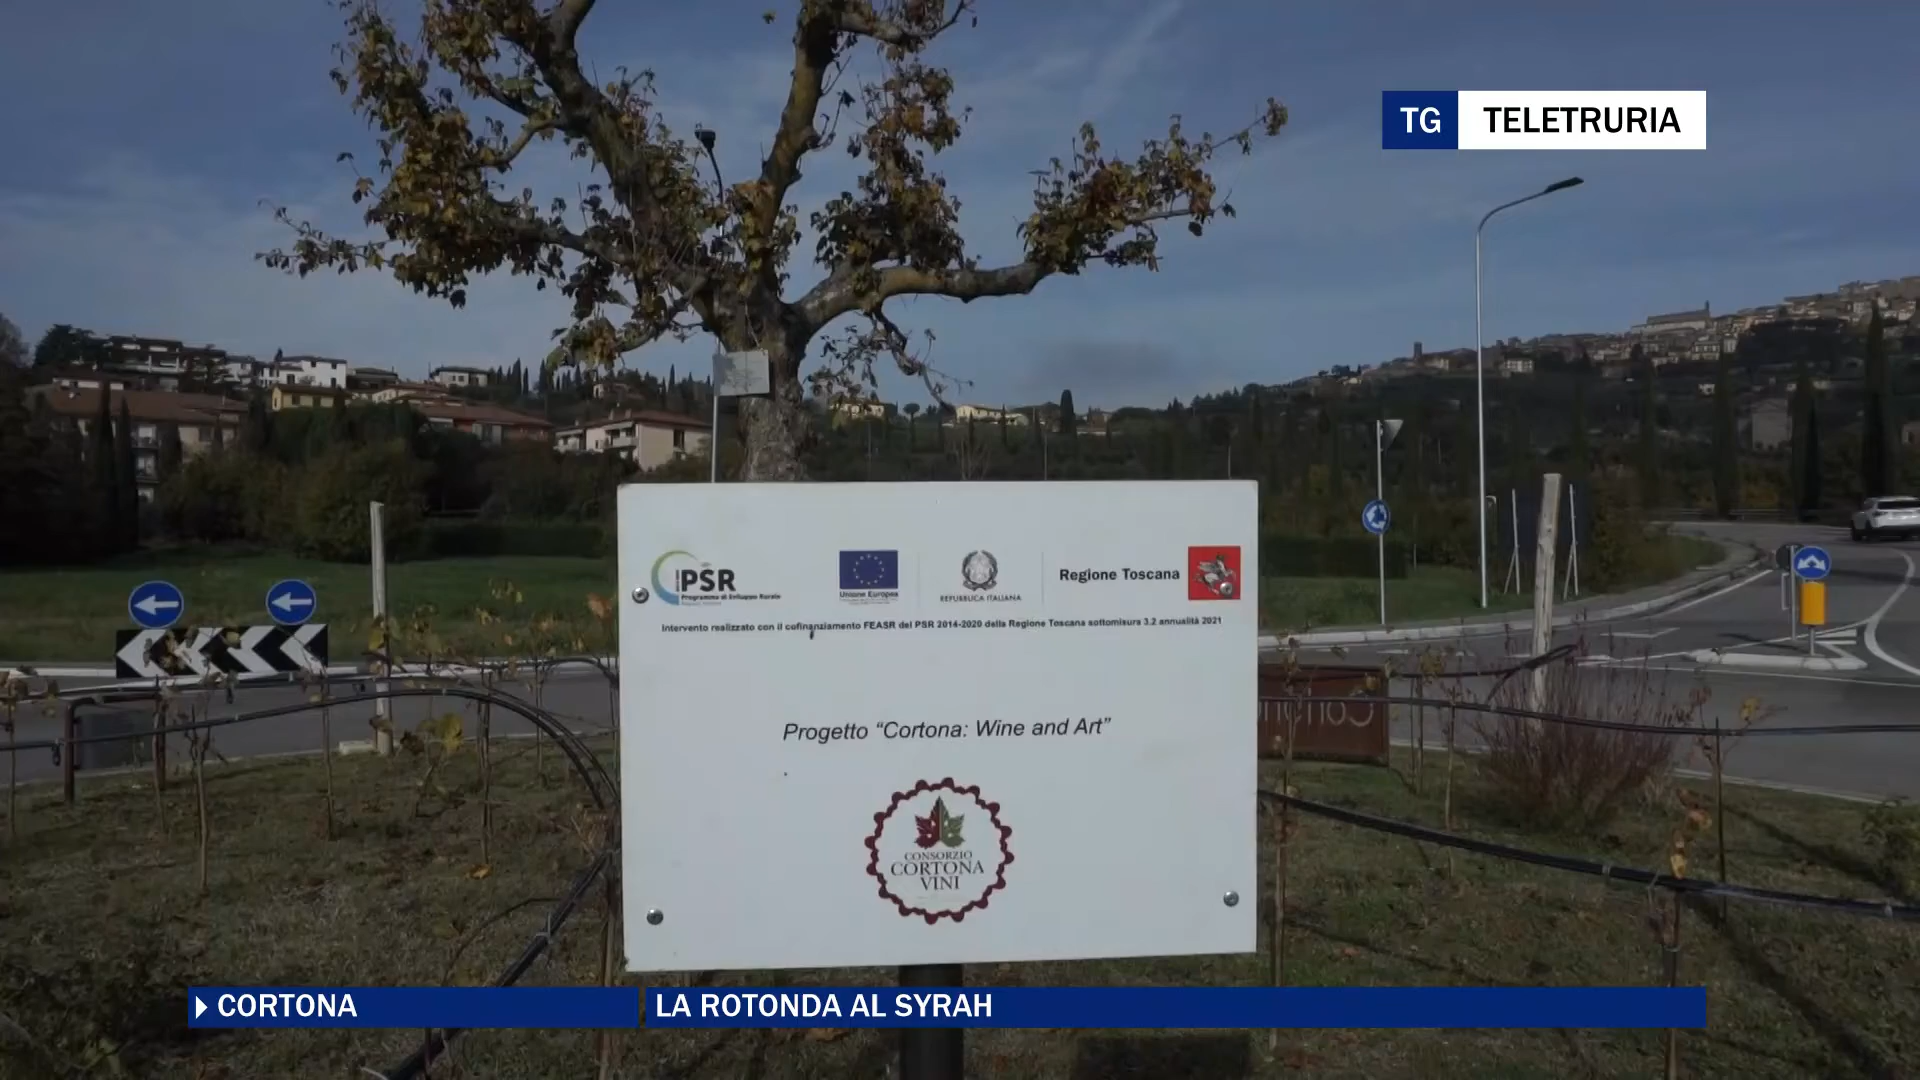 TG TELETRURIA
PSR
Programma di Sviluppo Rurale
Unione Europea
REPUBBLICA ITALIANA
Regione Toscana
Intervento realizzato con il cofinanziamento FEASR del PSR 2014-2020 della Regione Toscana sottomisura 3.2 annualità 2021
Progetto “Cortona: Wine and Art”
CONSORZIO
CORTONA
VINI
CORTONA
LA ROTONDA AL SYRAH